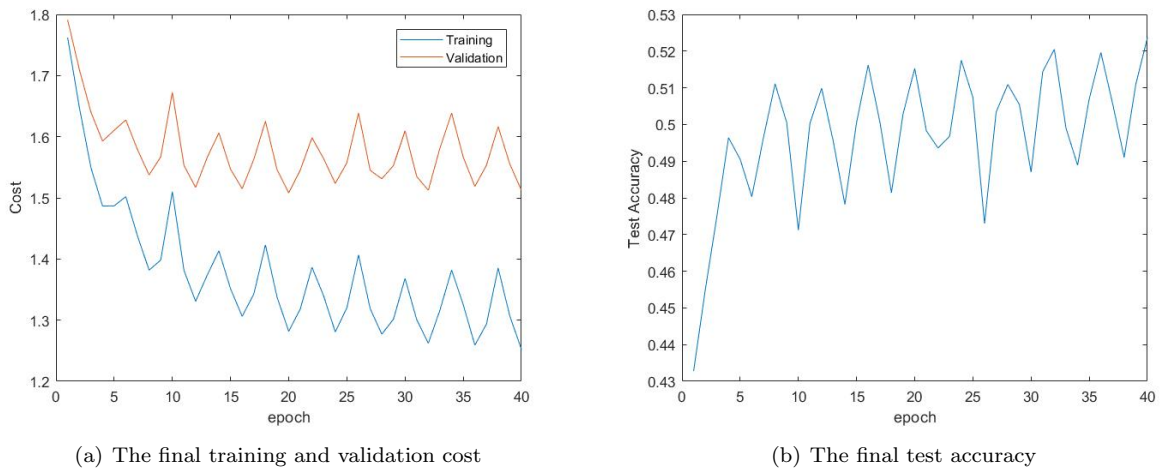 1.8
1.7
1.6
1.5
1.4
1.3
1.2
Cost
0 5 10 15 20 25 30 35 40
epoch
Training
Validation
(a) The final training and validation cost
0.53
0.52
0.51
0.5
0.49
0.48
0.47
0.46
0.45
0.44
0.43
Test Accuracy
0 5 10 15 20 25 30 35 40
epoch
(b) The final test accuracy